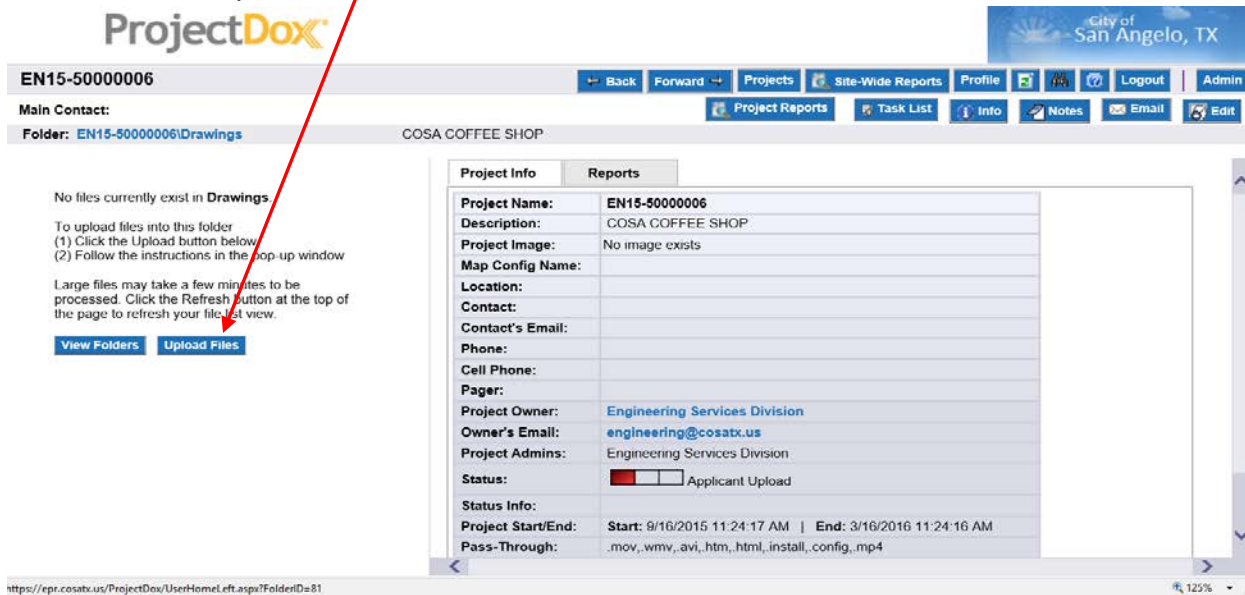 ProjectDox
City of
San Angelo, TX
EN15-50000006
Back Forward Projects Site-Wide Reports Profile Logout Admin
Main Contact:
Project Reports Task List Info Notes Email Edit
Folder: EN15-50000006\Drawings COSA COFFEE SHOP
Project Info Reports
No files currently exist in Drawings.
To upload files into this folder
(1) Click the Upload button below
(2) Follow the instructions in the pop-up window
Large files may take a few minutes to be
processed. Click the Refresh button at the top of
the page to refresh your file list view.
View Folders Upload Files
Project Name: EN15-50000006
Description: COSA COFFEE SHOP
Project Image: No image exists
Map Config Name:
Location:
Contact:
Contact's Email:
Phone:
Cell Phone:
Pager:
Project Owner: Engineering Services Division
Owner's Email: engineering@cosatx.us
Project Admins: Engineering Services Division
Status: Applicant Upload
Status Info:
Project Start/End: Start: 9/16/2015 11:24:17 AM | End: 3/16/2016 11:24:16 AM
Pass-Through: .mov,.wmv,.avi,.htm,.html,.install,.config,.mp4
https://epr.cosatx.us/ProjectDox/UserHomeLeft.aspx?FolderID=81
125%